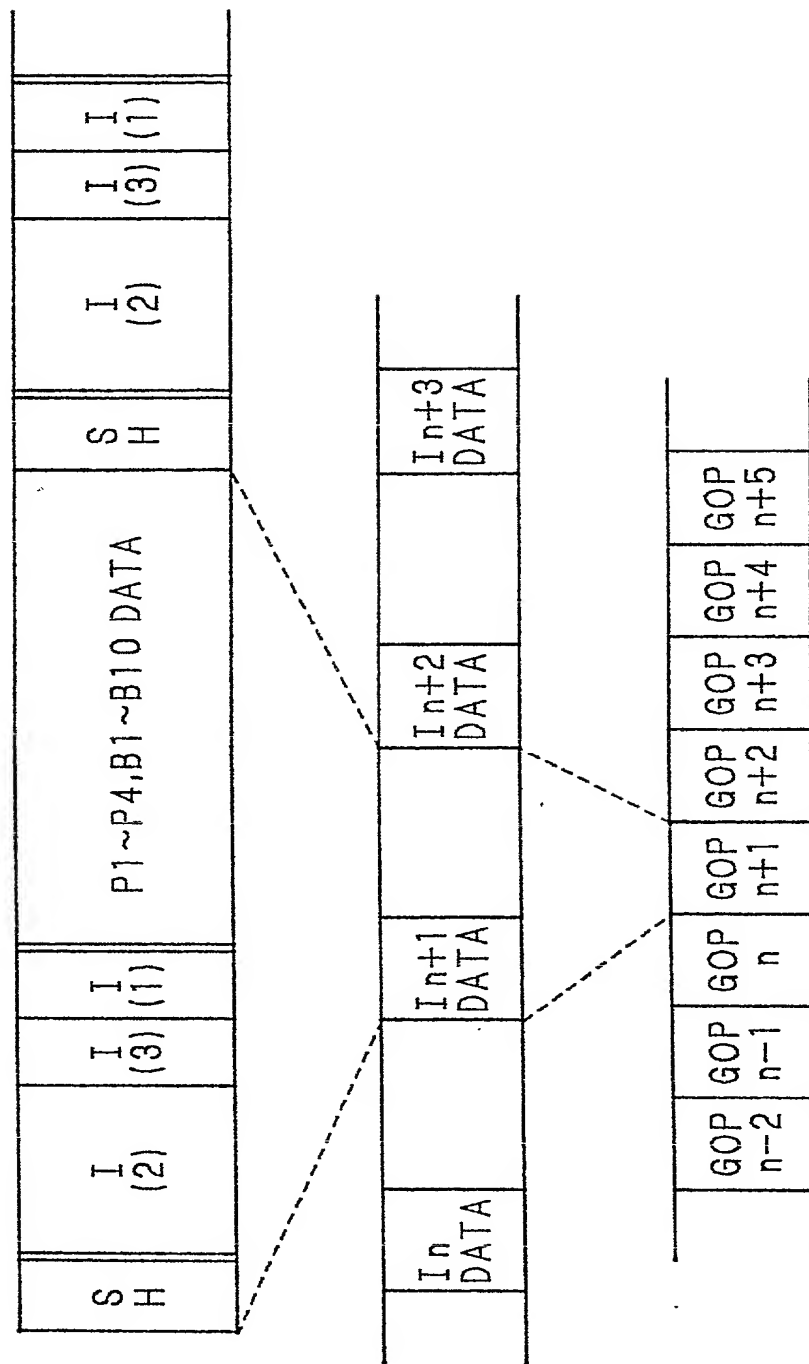 S
H
I
(2)
I
(3)
I
(1)
P1~P4,B1~B10 DATA
S
H
I
(2)
I
(3)
I
(1)
In
DATA
In+1
DATA
In+2
DATA
In+3
DATA
GOP
n-2
GOP
n-1
GOP
n
GOP
n+1
GOP
n+2
GOP
n+3
GOP
n+4
GOP
n+5